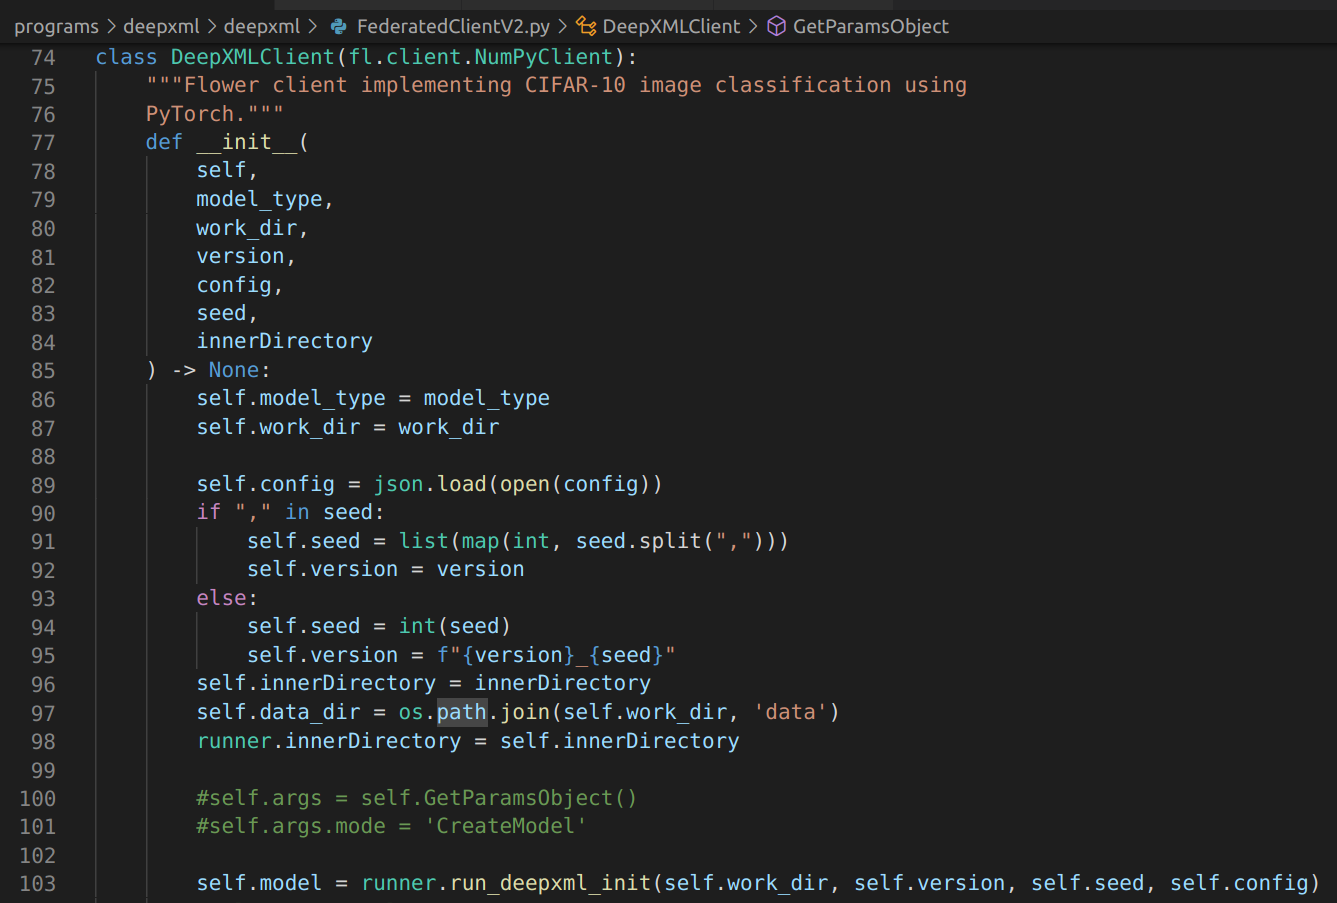 programs > deepxml > deepxml > FederatedClientV2.py > DeepXMLClient > GetParamsObject
74 class DeepXMLClient(fl.client.NumPyClient):
75     """Flower client implementing CIFAR-10 image classification using
76     PyTorch."""
77     def __init__(
78         self,
79         model_type,
80         work_dir,
81         version,
82         config,
83         seed,
84         innerDirectory
85     ) -> None:
86         self.model_type = model_type
87         self.work_dir = work_dir
88
89         self.config = json.load(open(config))
90         if "," in seed:
91             self.seed = list(map(int, seed.split(",")))
92             self.version = version
93         else:
94             self.seed = int(seed)
95             self.version = f"{version}_{seed}"
96         self.innerDirectory = innerDirectory
97         self.data_dir = os.path.join(self.work_dir, 'data')
98         runner.innerDirectory = self.innerDirectory
99
100         #self.args = self.GetParamsObject()
101         #self.args.mode = 'CreateModel'
102
103         self.model = runner.run_deepxml_init(self.work_dir, self.version, self.seed, self.config)